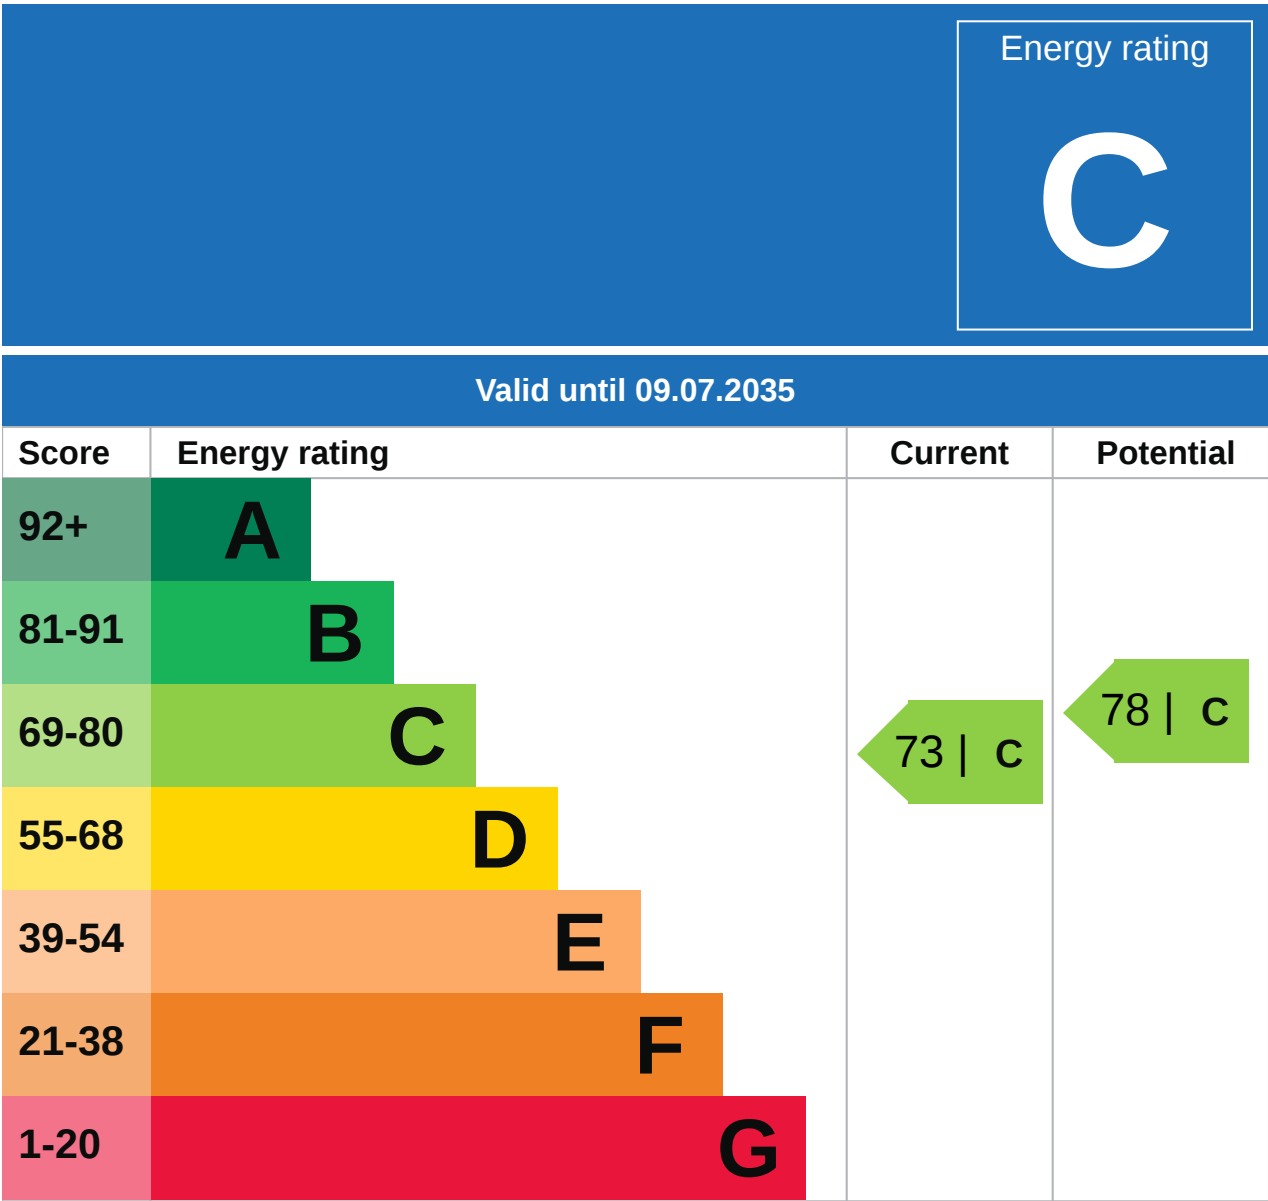 Energy rating
C
Valid until 09.07.2035
Score Energy rating Current Potential
92+ A
81-91 B
69-80 C
73 | C
78 | C
55-68 D
39-54 E
21-38 F
1-20 G